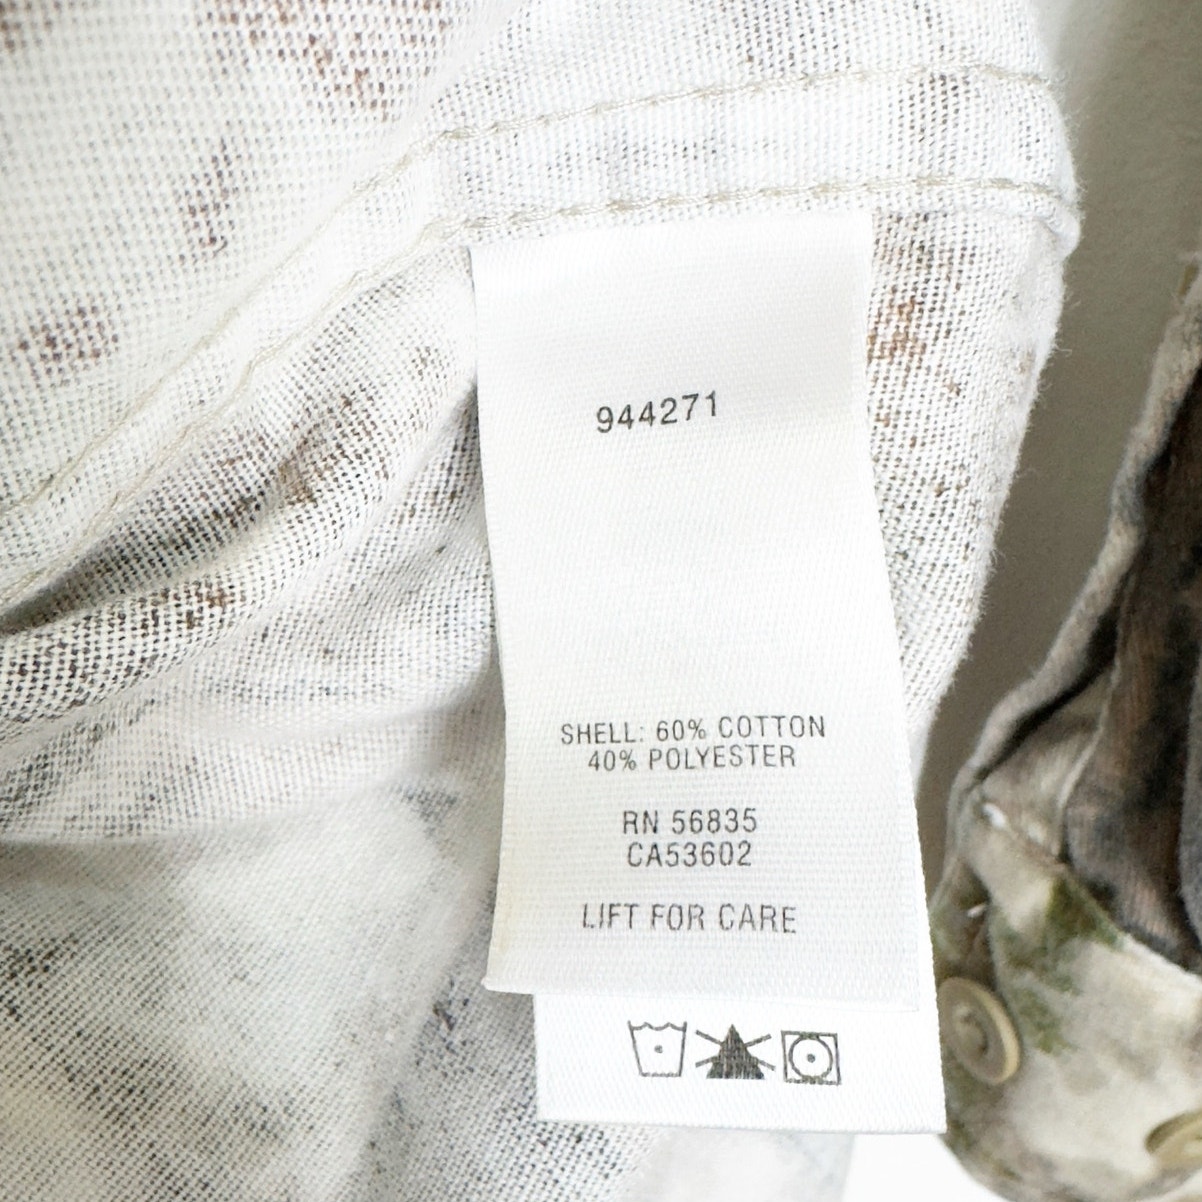 944271
SHELL: 60% COTTON
40% POLYESTER
RN 56835
CA53602
LIFT FOR CARE